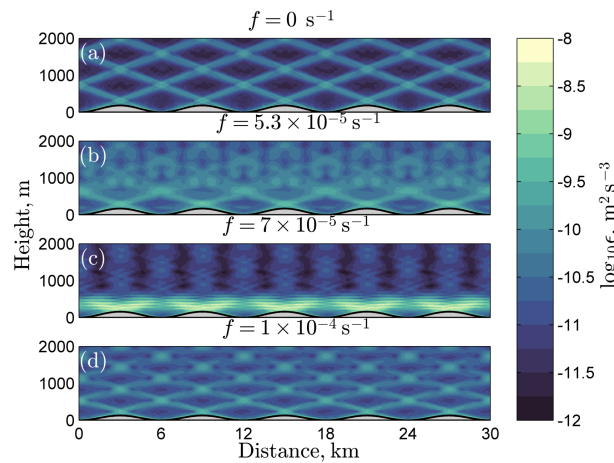 f = 0 s⁻¹
(a)
2000
1000
0
f = 5.3 × 10⁻⁵ s⁻¹
(b)
2000
1000
0
f = 7 × 10⁻⁵ s⁻¹
(c)
2000
1000
0
f = 1 × 10⁻⁴ s⁻¹
(d)
2000
1000
0
0 6 12 18 24 30
Distance, km
Height, m
-8
-8.5
-9
-9.5
-10
-10.5
-11
-11.5
-12
log₁₀ϵ, m² s⁻³